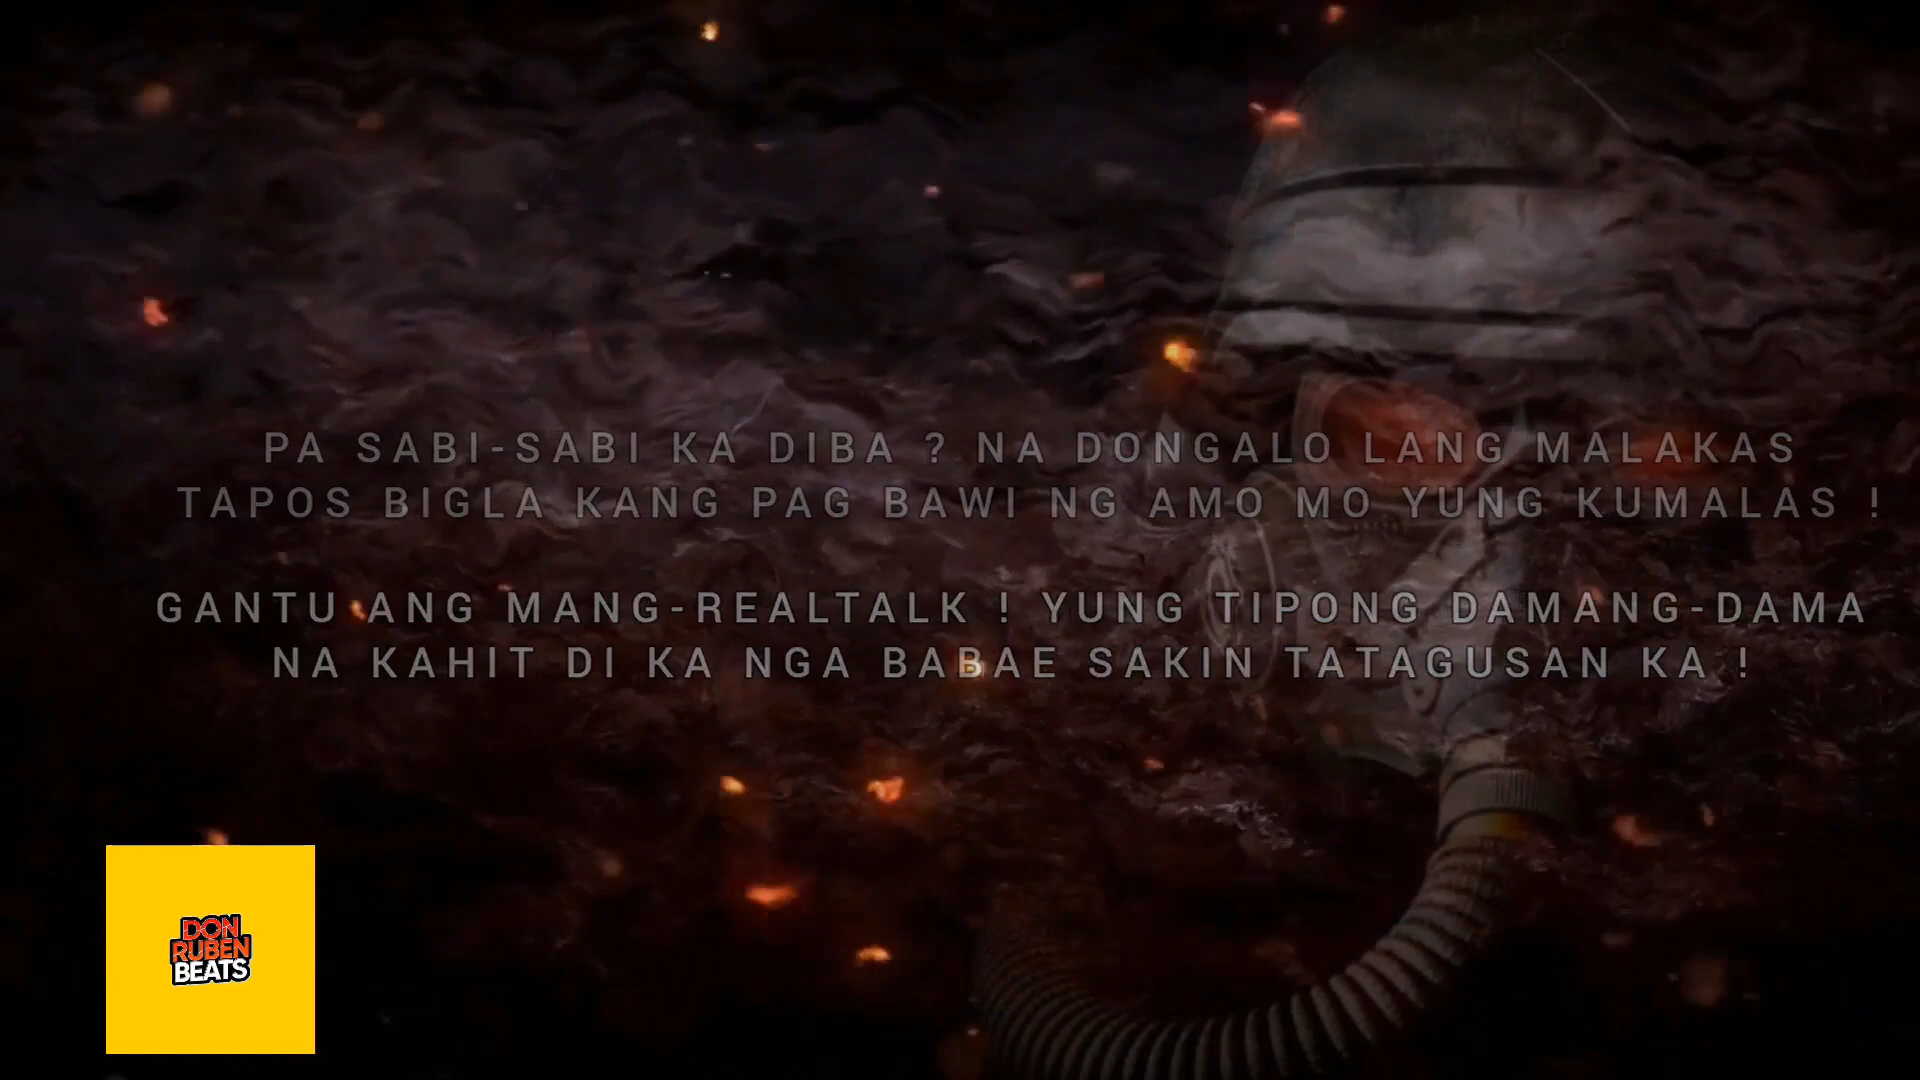 PA SABI-SABI KA DIBA ? NA DONGALO LANG MALAKAS
TAPOS BIGLA KANG PAG BAWI NG AMO MO YUNG KUMALAS !
GANTU ANG MANG-REALTALK ! YUNG TIPONG DAMANG-DAMA
NA KAHIT DI KA NGA BABAE SAKIN TATAGUSAN KA !
DON
RUBEN
BEATS